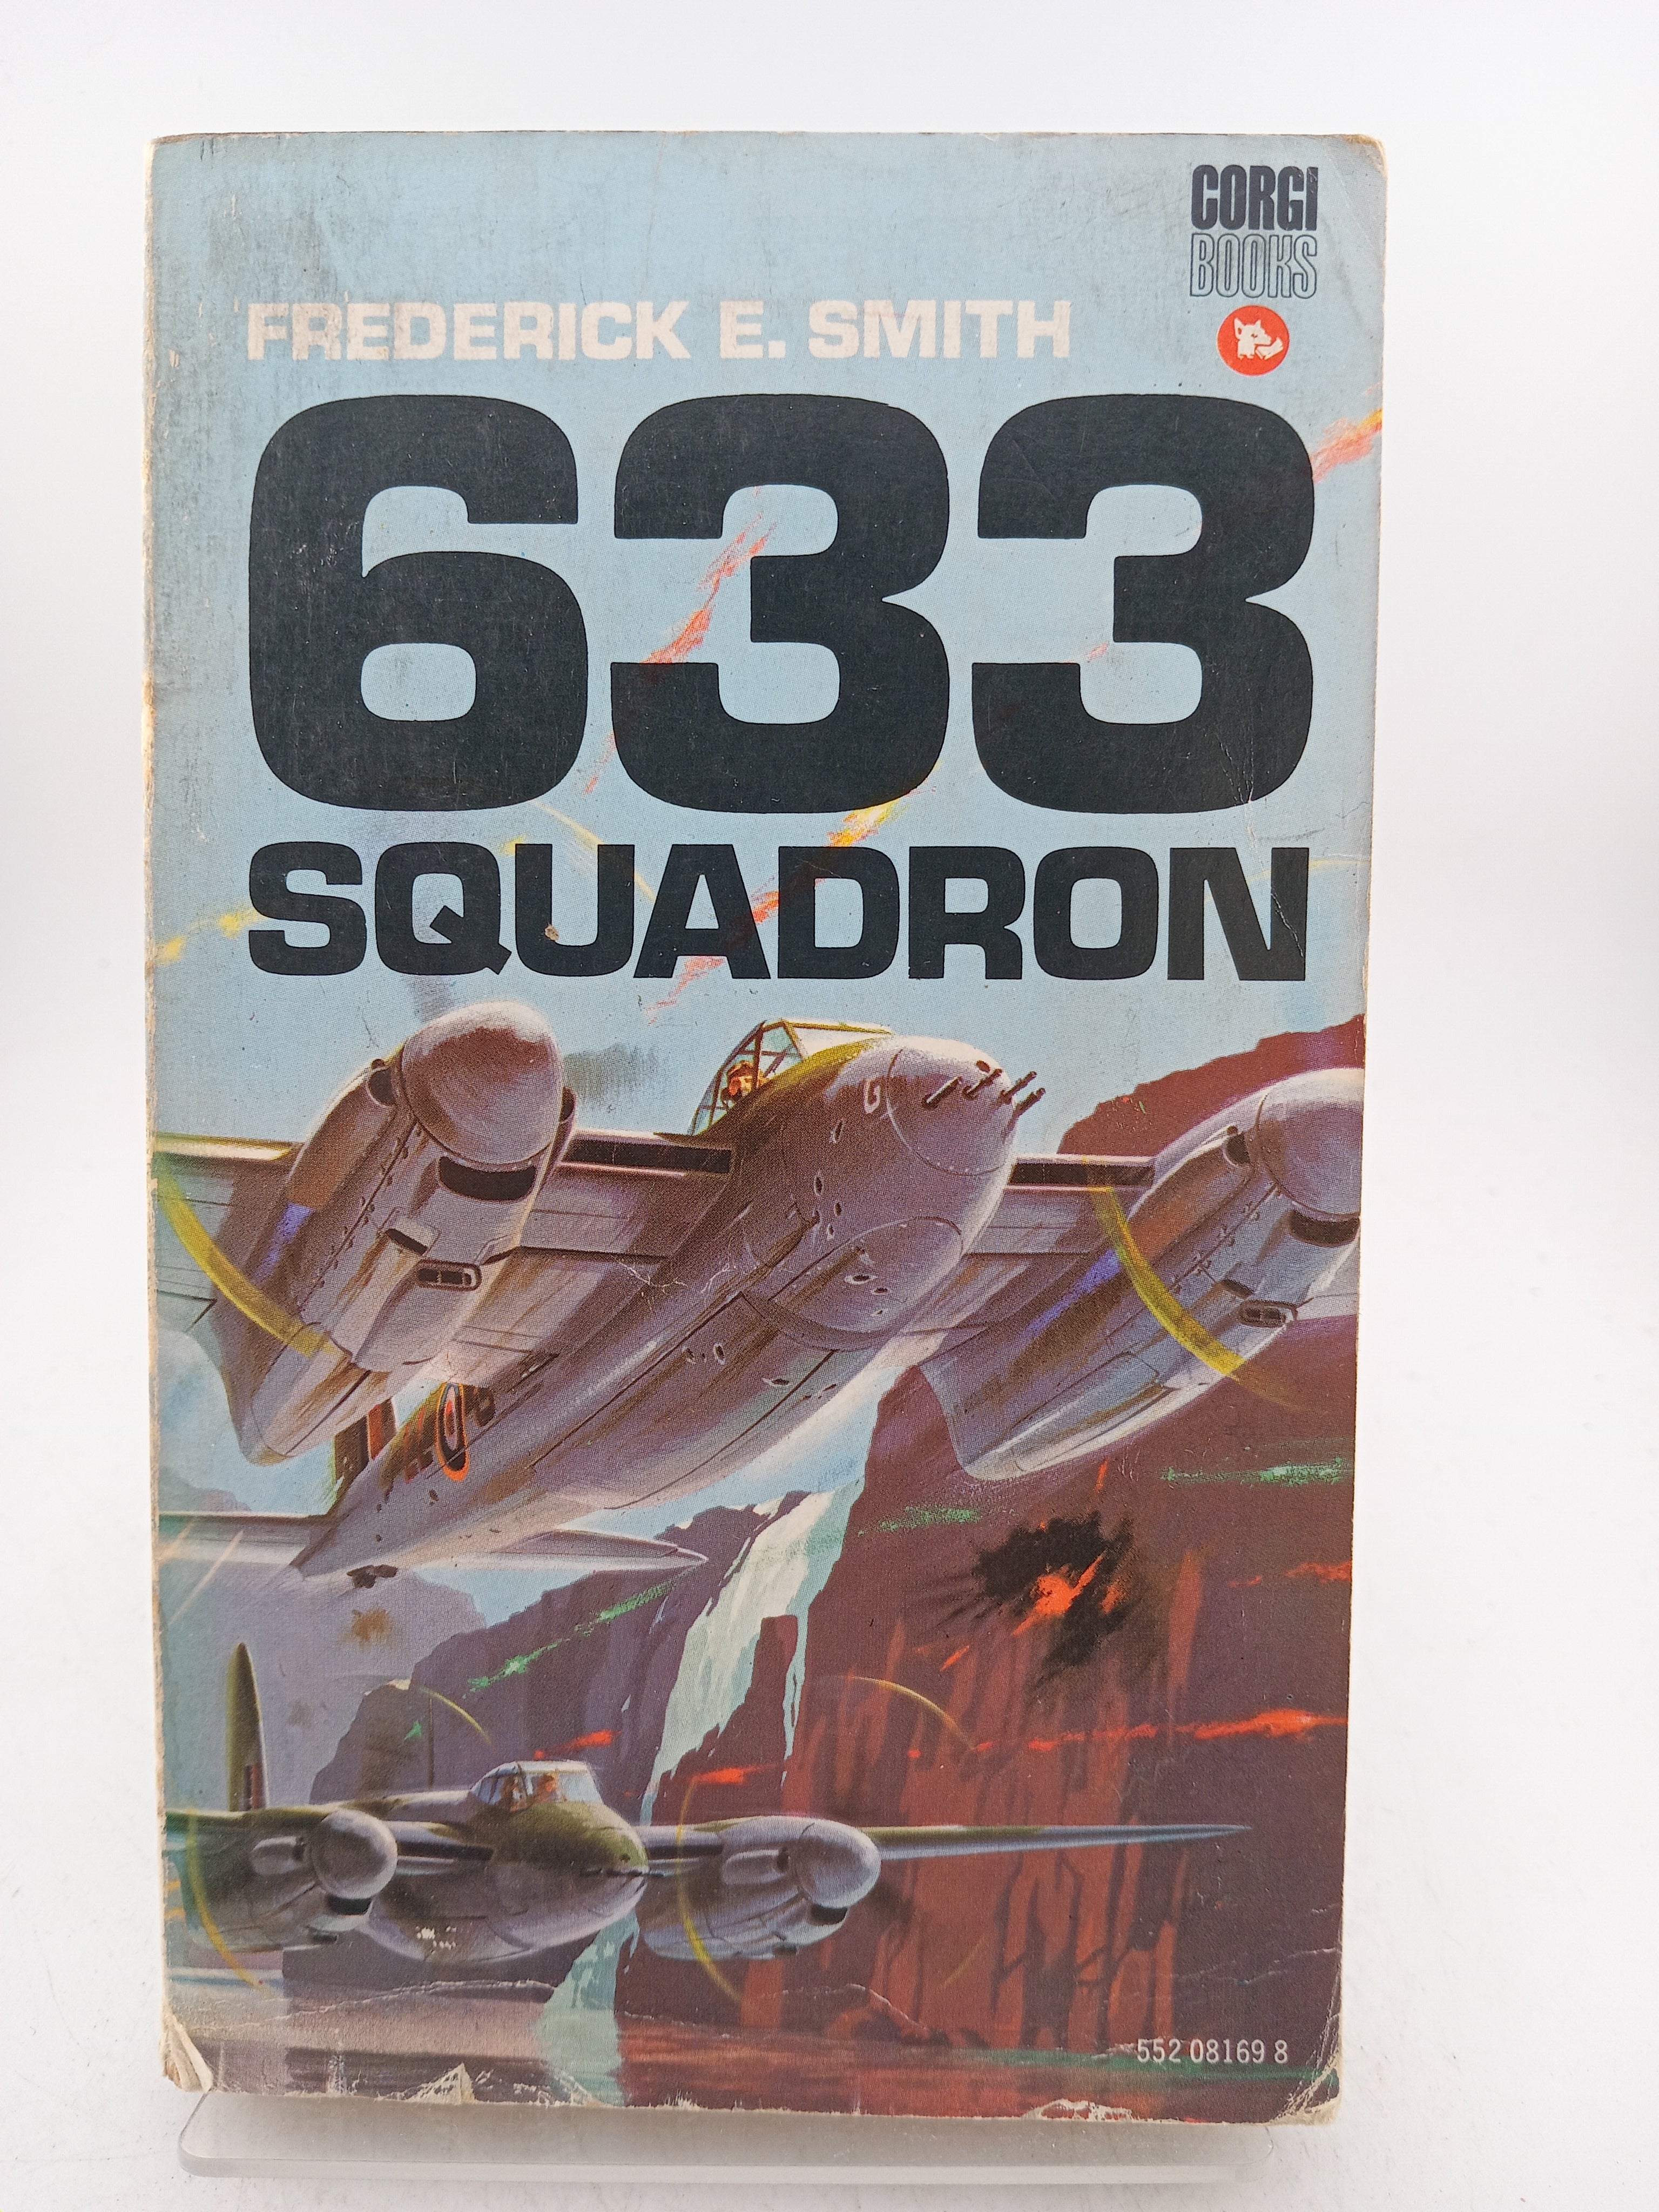 CORGI
BOOKS
FREDERICK E. SMITH
633
SQUADRON
G
552 08169 8